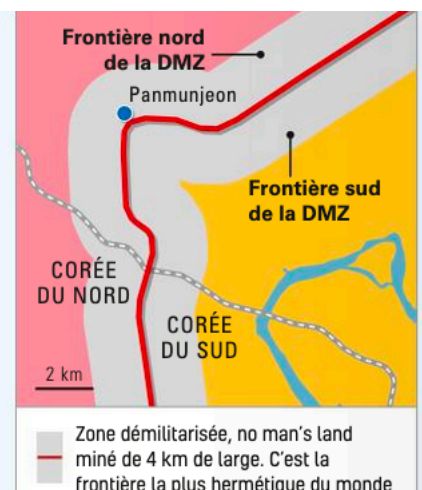 Frontière nord
de la DMZ
Panmunjeon
Frontière sud
de la DMZ
CORÉE
DU NORD
CORÉE
DU SUD
2 km
Zone démilitarisée, no man's land
miné de 4 km de large. C'est la
frontière la plus hermétique du monde